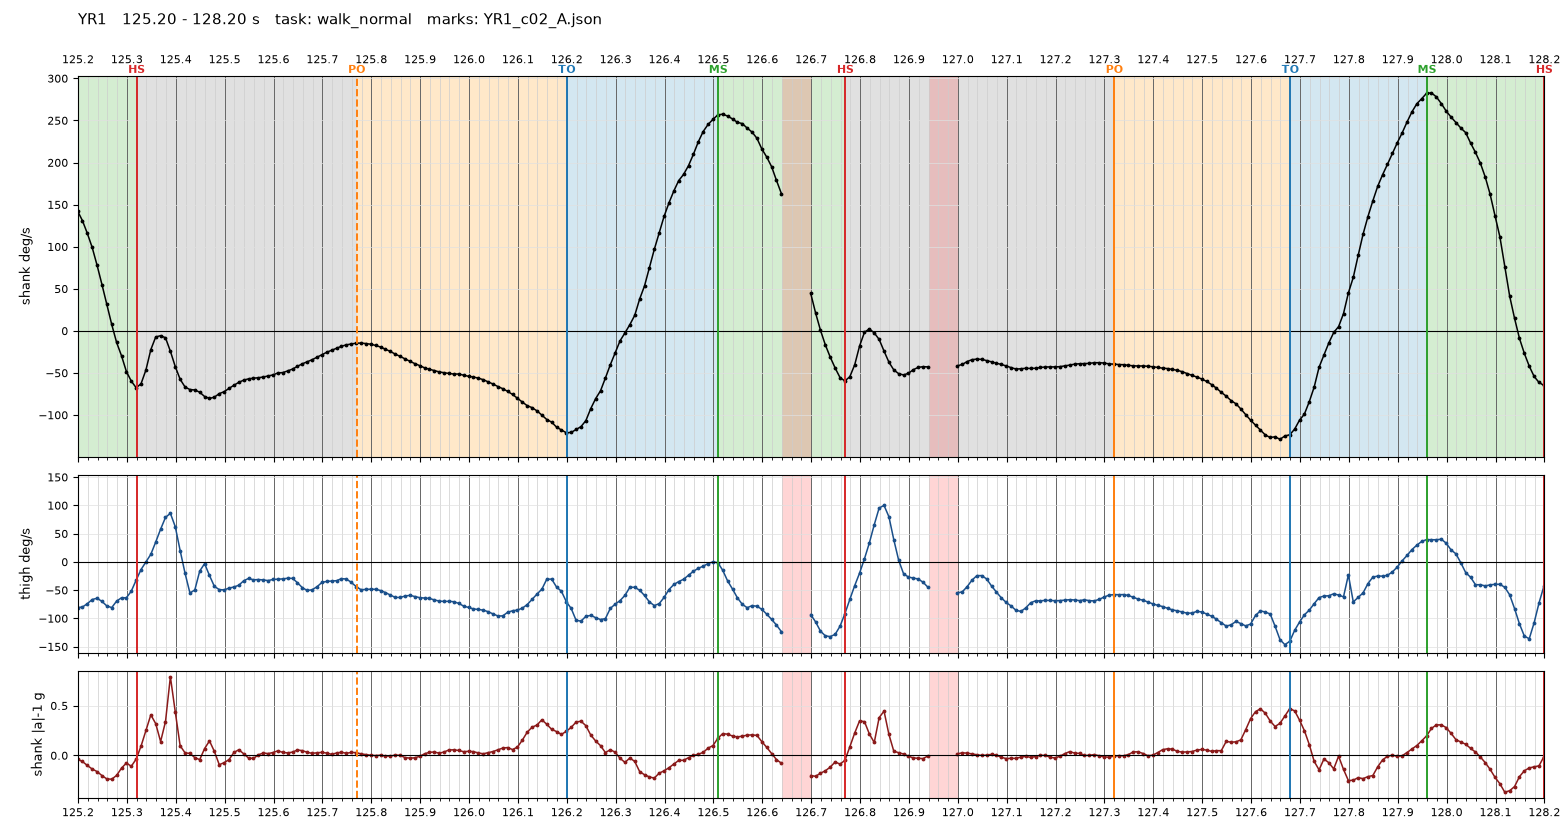 YR1   125.20 - 128.20 s   task: walk_normal   marks: YR1_c02_A.json
125.2 125.3 125.4 125.5 125.6 125.7 125.8 125.9 126.0 126.1 126.2 126.3 126.4 126.5 126.6 126.7 126.8 126.9 127.0 127.1 127.2 127.3 127.4 127.5 127.6 127.7 127.8 127.9 128.0 128.1 128.2
HS PO TO MS HS PO TO MS HS
300
250
200
150
100
50
0
−50
−100
shank deg/s
150
100
50
0
−50
−100
−150
thigh deg/s
0.5
0.0
shank |a|-1 g
125.2 125.3 125.4 125.5 125.6 125.7 125.8 125.9 126.0 126.1 126.2 126.3 126.4 126.5 126.6 126.7 126.8 126.9 127.0 127.1 127.2 127.3 127.4 127.5 127.6 127.7 127.8 127.9 128.0 128.1 128.2